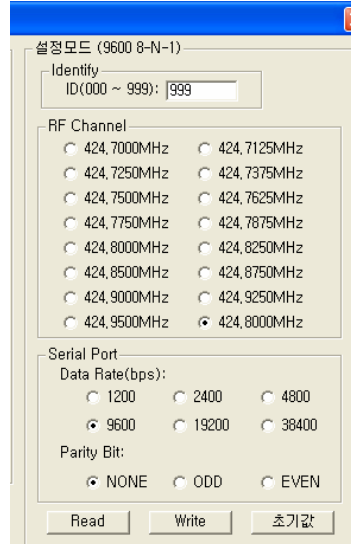 설정모드 (9600 8-N-1)
Identify
ID(000 ~ 999): 999
RF Channel
424,7000MHz 424,7125MHz
424,7250MHz 424,7375MHz
424,7500MHz 424,7625MHz
424,7750MHz 424,7875MHz
424,8000MHz 424,8250MHz
424,8500MHz 424,8750MHz
424,9000MHz 424,9250MHz
424,9500MHz 424,8000MHz
Serial Port
Data Rate(bps):
1200 2400 4800
9600 19200 38400
Parity Bit:
NONE ODD EVEN
Read Write 초기값